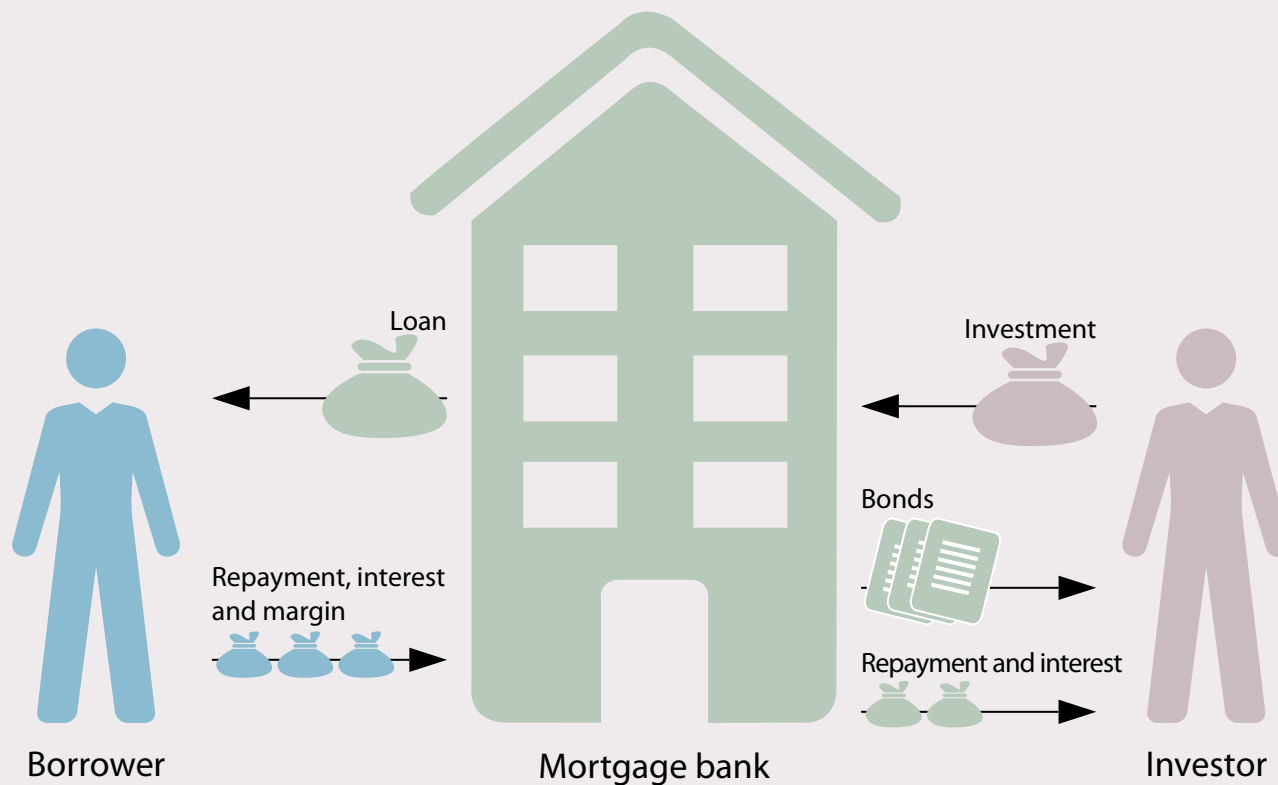 Loan
Investment
Bonds
Repayment, interest
and margin
Repayment and interest
Borrower
Mortgage bank
Investor